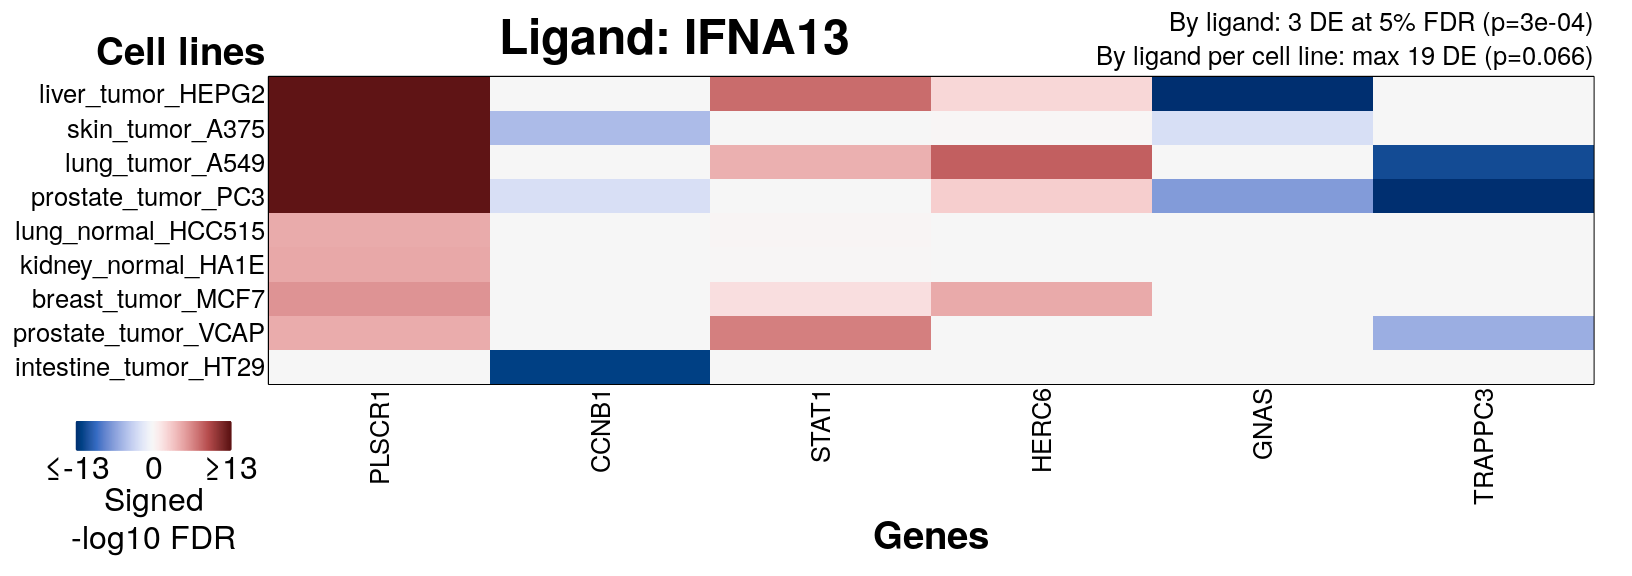 Ligand: IFNA13
By ligand: 3 DE at 5% FDR (p=3e-04)
By ligand per cell line: max 19 DE (p=0.066)
Cell lines
liver_tumor_HEPG2
skin_tumor_A375
lung_tumor_A549
prostate_tumor_PC3
lung_normal_HCC515
kidney_normal_HA1E
breast_tumor_MCF7
prostate_tumor_VCAP
intestine_tumor_HT29
PLSCR1
CCNB1
STAT1
HERC6
GNAS
TRAPPC3
≤-13 0 ≥13
Signed
-log10 FDR
Genes